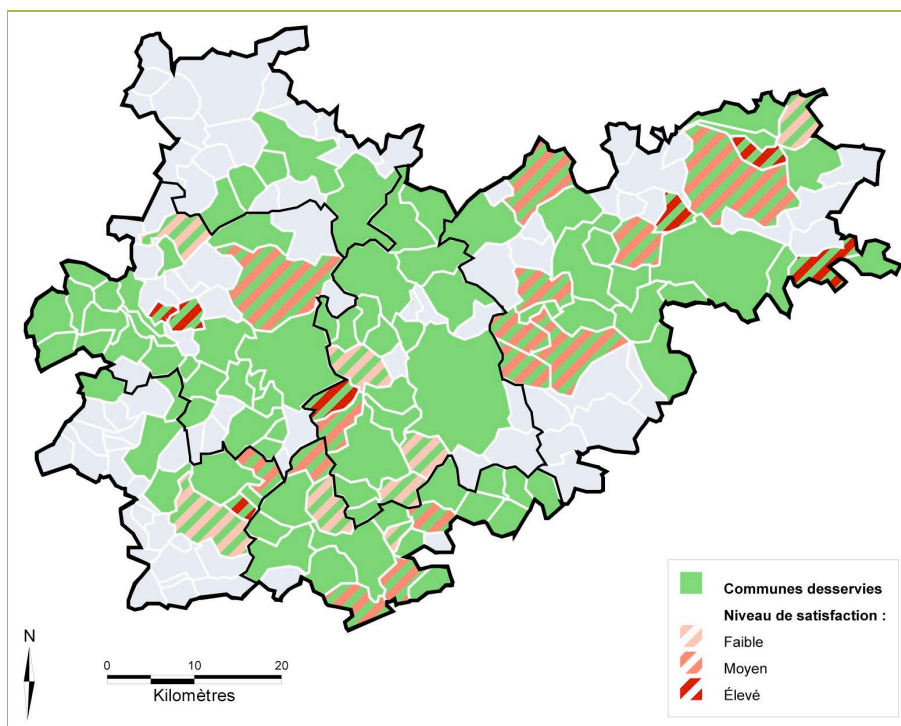 Communes desservies
Niveau de satisfaction :
Faible
Moyen
Élevé
N
0 10 20
Kilomètres